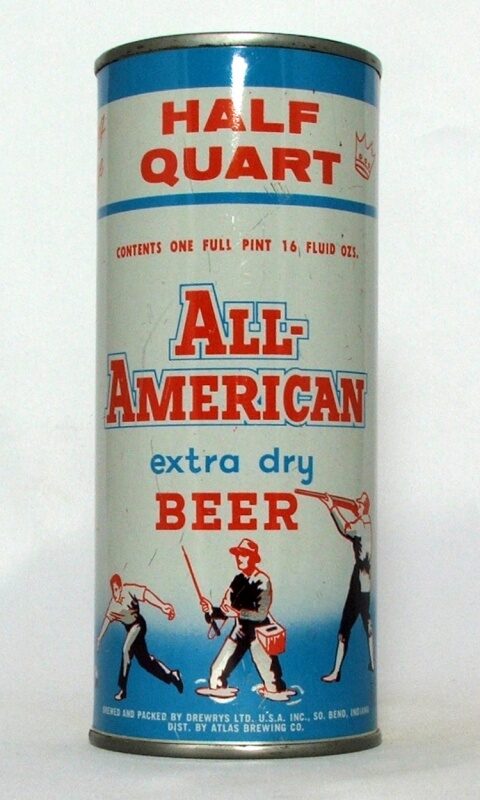 HALF
QUART
CONTENTS ONE FULL PINT 16 FLUID OZS.
ALL-
AMERICAN
extra dry
BEER
BREWED AND PACKED BY DREWRYS LTD. U.S.A. INC., SO. BEND, INDIANA
DIST. BY ATLAS BREWING CO.